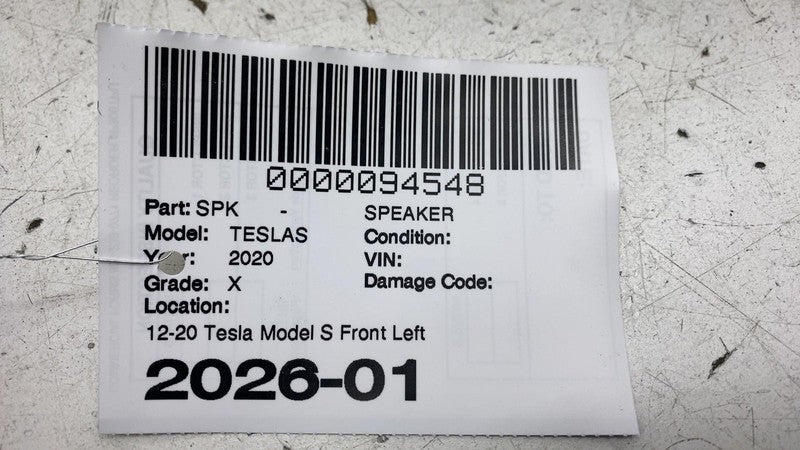 0000094548
Part: SPK - SPEAKER
Model: TESLAS Condition:
Year: 2020 VIN:
Grade: X Damage Code:
Location:
12-20 Tesla Model S Front Left
2026-01